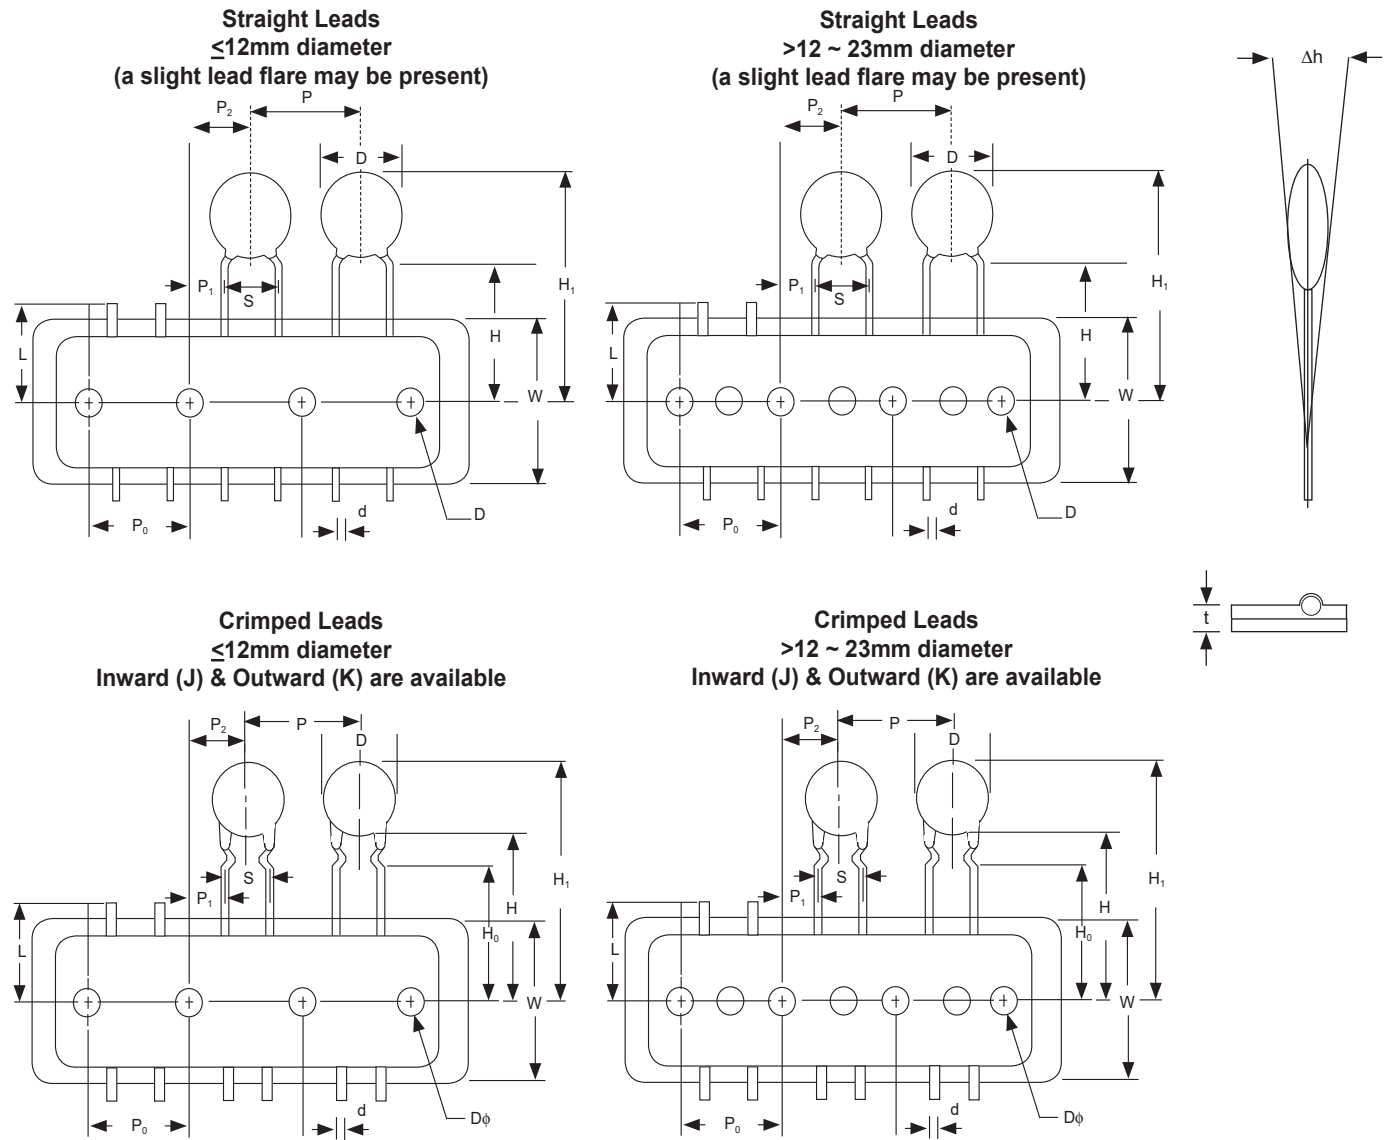 Straight Leads
≤12mm diameter
(a slight lead flare may be present)
P
P2
D
P1
S
H1
H
L
W
P0
d
D
Straight Leads
>12 ~ 23mm diameter
(a slight lead flare may be present)
P
P2
D
P1
S
H1
H
L
W
P0
d
D
Δh
t
Crimped Leads
≤12mm diameter
Inward (J) & Outward (K) are available
P2
P
D
S
P1
H1
H
H0
L
W
P0
d
Dϕ
Crimped Leads
>12 ~ 23mm diameter
Inward (J) & Outward (K) are available
P2
P
D
S
P1
H1
H
H0
L
W
P0
d
Dϕ